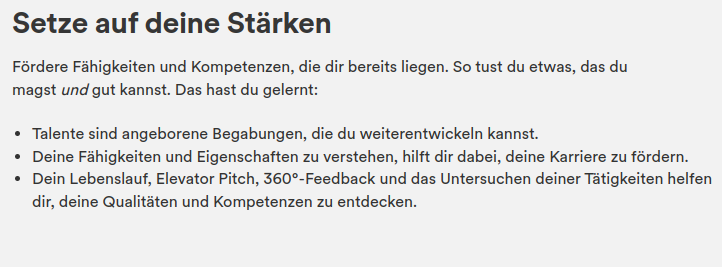 Setze auf deine Stärken
Fördere Fähigkeiten und Kompetenzen, die dir bereits liegen. So tust du etwas, das du
magst und gut kannst. Das hast du gelernt:
• Talente sind angeborene Begabungen, die du weiterentwickeln kannst.
• Deine Fähigkeiten und Eigenschaften zu verstehen, hilft dir dabei, deine Karriere zu fördern.
• Dein Lebenslauf, Elevator Pitch, 360°-Feedback und das Untersuchen deiner Tätigkeiten helfen
dir, deine Qualitäten und Kompetenzen zu entdecken.